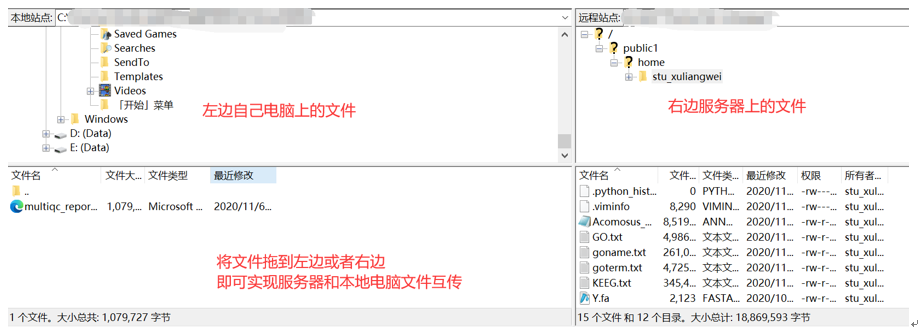 本地站点: C:\
Saved Games
Searches
SendTo
Templates
Videos
「开始」菜单
Windows
D: (Data)
E: (Data)
左边自己电脑上的文件
远程站点:
/
public1
home
stu_xuliangwei
右边服务器上的文件
文件名 文件大... 文件类型 最近修改
..
multiqc_repor... 1,079,... Microsoft ... 2020/11/6...
将文件拖到左边或者右边
即可实现服务器和本地电脑文件互传
1 个文件。大小总共: 1,079,727 字节
文件名 文件... 文件类... 最近修改 权限 所有者...
.python_hist... 0 PYTH... 2020/11... -rw---... stu_xul...
.viminfo 8,290 VIMIN... 2020/11... -rw---... stu_xul...
Acomosus_... 8,519... ANN... 2020/11... -rw-r-... stu_xul...
GO.txt 4,986... 文本文... 2020/11... -rw-r-... stu_xul...
goname.txt 261,0... 文本文... 2020/11... -rw-r-... stu_xul...
goterm.txt 4,725... 文本文... 2020/11... -rw-r-... stu_xul...
KEEG.txt 345,4... 文本文... 2020/11... -rw-r-... stu_xul...
Y.fa 2,123 FASTA... 2020/10... -rw-r-... stu_xul...
15 个文件 和 12 个目录。大小总计: 18,869,593 字节